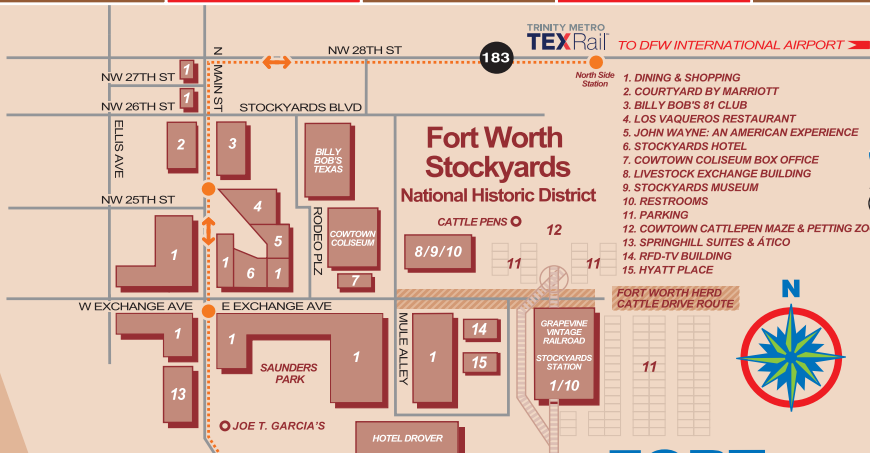 TRINITY METRO
TEXRail
TO DFW INTERNATIONAL AIRPORT
NW 28TH ST
183
North Side
Station
N MAIN ST
NW 27TH ST
1
NW 26TH ST
1
STOCKYARDS BLVD
ELLIS AVE
2
3
BILLY
BOB'S
TEXAS
Fort Worth
Stockyards
National Historic District
1. DINING & SHOPPING
2. COURTYARD BY MARRIOTT
3. BILLY BOB'S 81 CLUB
4. LOS VAQUEROS RESTAURANT
5. JOHN WAYNE: AN AMERICAN EXPERIENCE
6. STOCKYARDS HOTEL
7. COWTOWN COLISEUM BOX OFFICE
8. LIVESTOCK EXCHANGE BUILDING
9. STOCKYARDS MUSEUM
10. RESTROOMS
11. PARKING
12. COWTOWN CATTLEPEN MAZE & PETTING ZO
13. SPRINGHILL SUITES & ÁTICO
14. RFD-TV BUILDING
15. HYATT PLACE
NW 25TH ST
4
5
1
6
1
1
RODEO PLZ
COWTOWN
COLISEUM
7
CATTLE PENS
12
8/9/10
11
11
W EXCHANGE AVE
E EXCHANGE AVE
FORT WORTH HERD
CATTLE DRIVE ROUTE
N
1
1
1
SAUNDERS
PARK
MULE ALLEY
1
14
15
GRAPEVINE
VINTAGE
RAILROAD
STOCKYARDS
STATION
1/10
11
13
JOE T. GARCIA'S
HOTEL DROVER